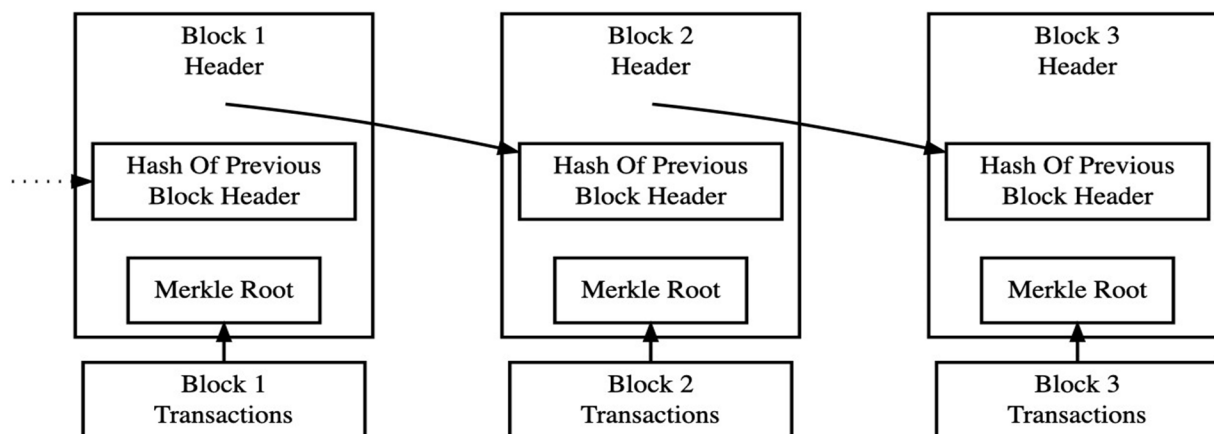 Block 1
Header
Hash Of Previous
Block Header
Merkle Root
Block 1
Transactions
Block 2
Header
Hash Of Previous
Block Header
Merkle Root
Block 2
Transactions
Block 3
Header
Hash Of Previous
Block Header
Merkle Root
Block 3
Transactions